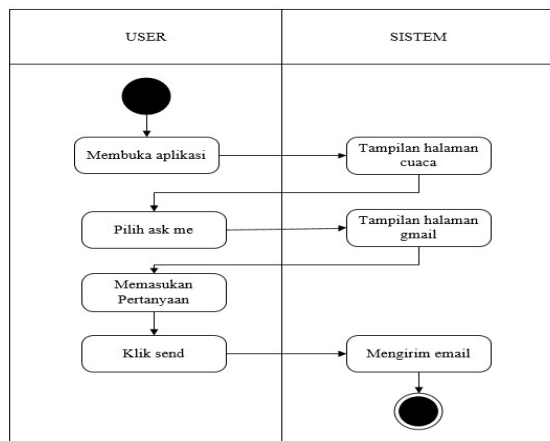 USER
SISTEM
Membuka aplikasi
Tampilan halaman
cuaca
Pilih ask me
Tampilan halaman
gmail
Memasukan
Pertanyaan
Klik send
Mengirim email